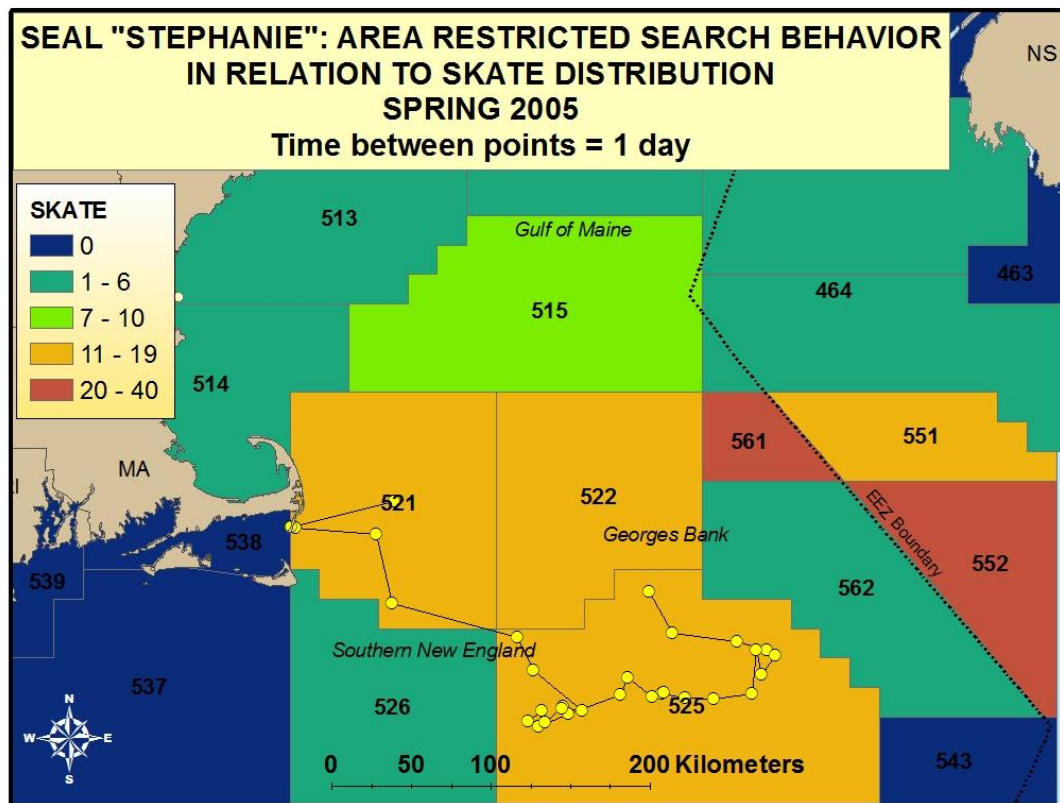 SEAL "STEPHANIE": AREA RESTRICTED SEARCH BEHAVIOR
IN RELATION TO SKATE DISTRIBUTION
SPRING 2005
Time between points = 1 day
NS
SKATE
0
1 - 6
7 - 10
11 - 19
20 - 40
513
Gulf of Maine
463
464
515
514
561
551
MA
RI
521
522
EEZ Boundary
538
Georges Bank
539
562
552
Southern New England
537
526
525
N
W
E
S
543
0 50 100 200 Kilometers